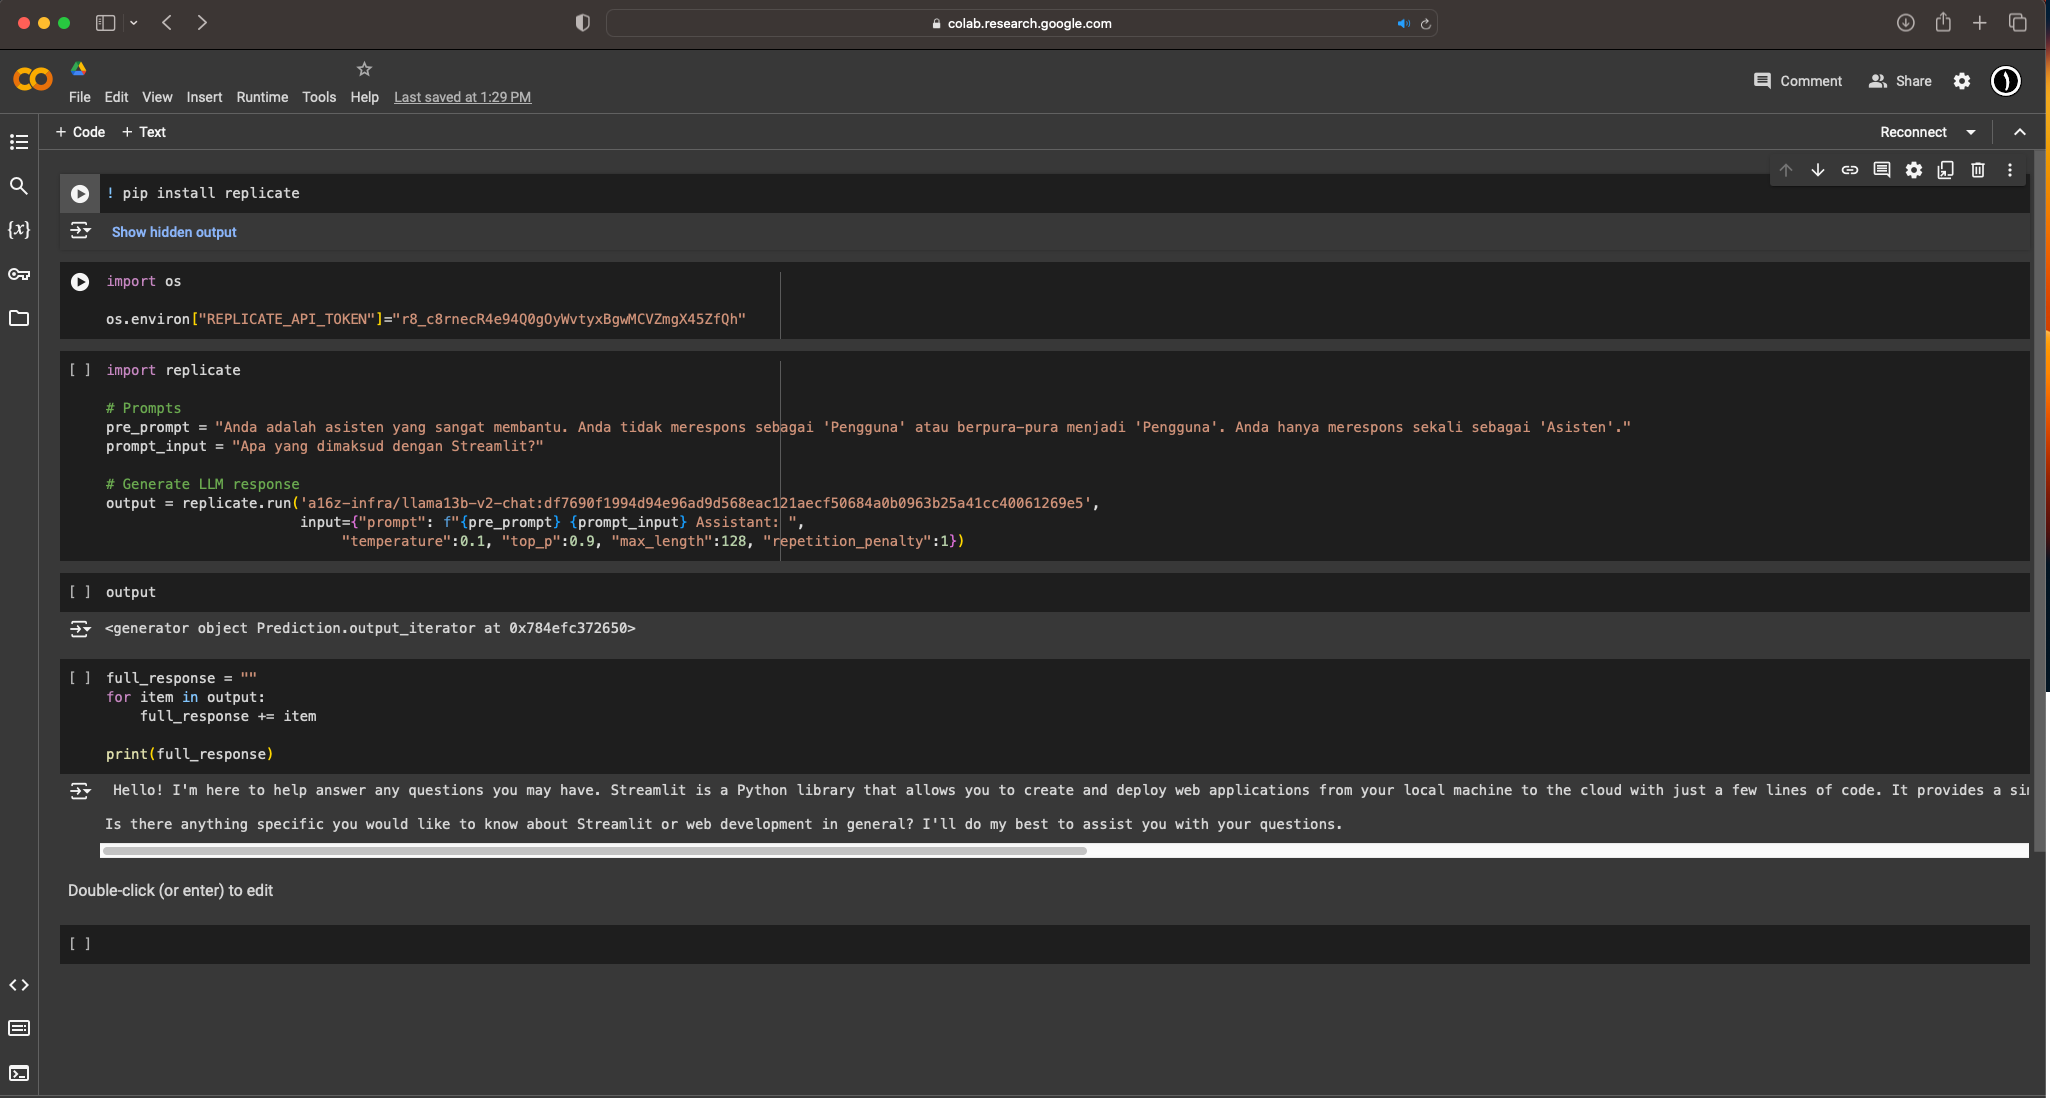 colab.research.google.com
File Edit View Insert Runtime Tools Help Last saved at 1:29 PM
Comment Share
+ Code + Text
Reconnect
! pip install replicate
Show hidden output
import os
os.environ["REPLICATE_API_TOKEN"]="r8_c8rnecR4e94Q0gOyWvtyxBgwMCVZmgX45ZfQh"
[ ] import replicate
# Prompts
pre_prompt = "Anda adalah asisten yang sangat membantu. Anda tidak merespons sebagai 'Pengguna' atau berpura-pura menjadi 'Pengguna'. Anda hanya merespons sekali sebagai 'Asisten'."
prompt_input = "Apa yang dimaksud dengan Streamlit?"
# Generate LLM response
output = replicate.run('a16z-infra/llama13b-v2-chat:df7690f1994d94e96ad9d568eac121aecf50684a0b0963b25a41cc40061269e5',
input={"prompt": f"{pre_prompt} {prompt_input} Assistant: ",
"temperature":0.1, "top_p":0.9, "max_length":128, "repetition_penalty":1})
[ ] output
<generator object Prediction.output_iterator at 0x784efc372650>
[ ] full_response = ""
for item in output:
full_response += item
print(full_response)
Hello! I'm here to help answer any questions you may have. Streamlit is a Python library that allows you to create and deploy web applications from your local machine to the cloud with just a few lines of code. It provides a
Is there anything specific you would like to know about Streamlit or web development in general? I'll do my best to assist you with your questions.
Double-click (or enter) to edit
[ ]